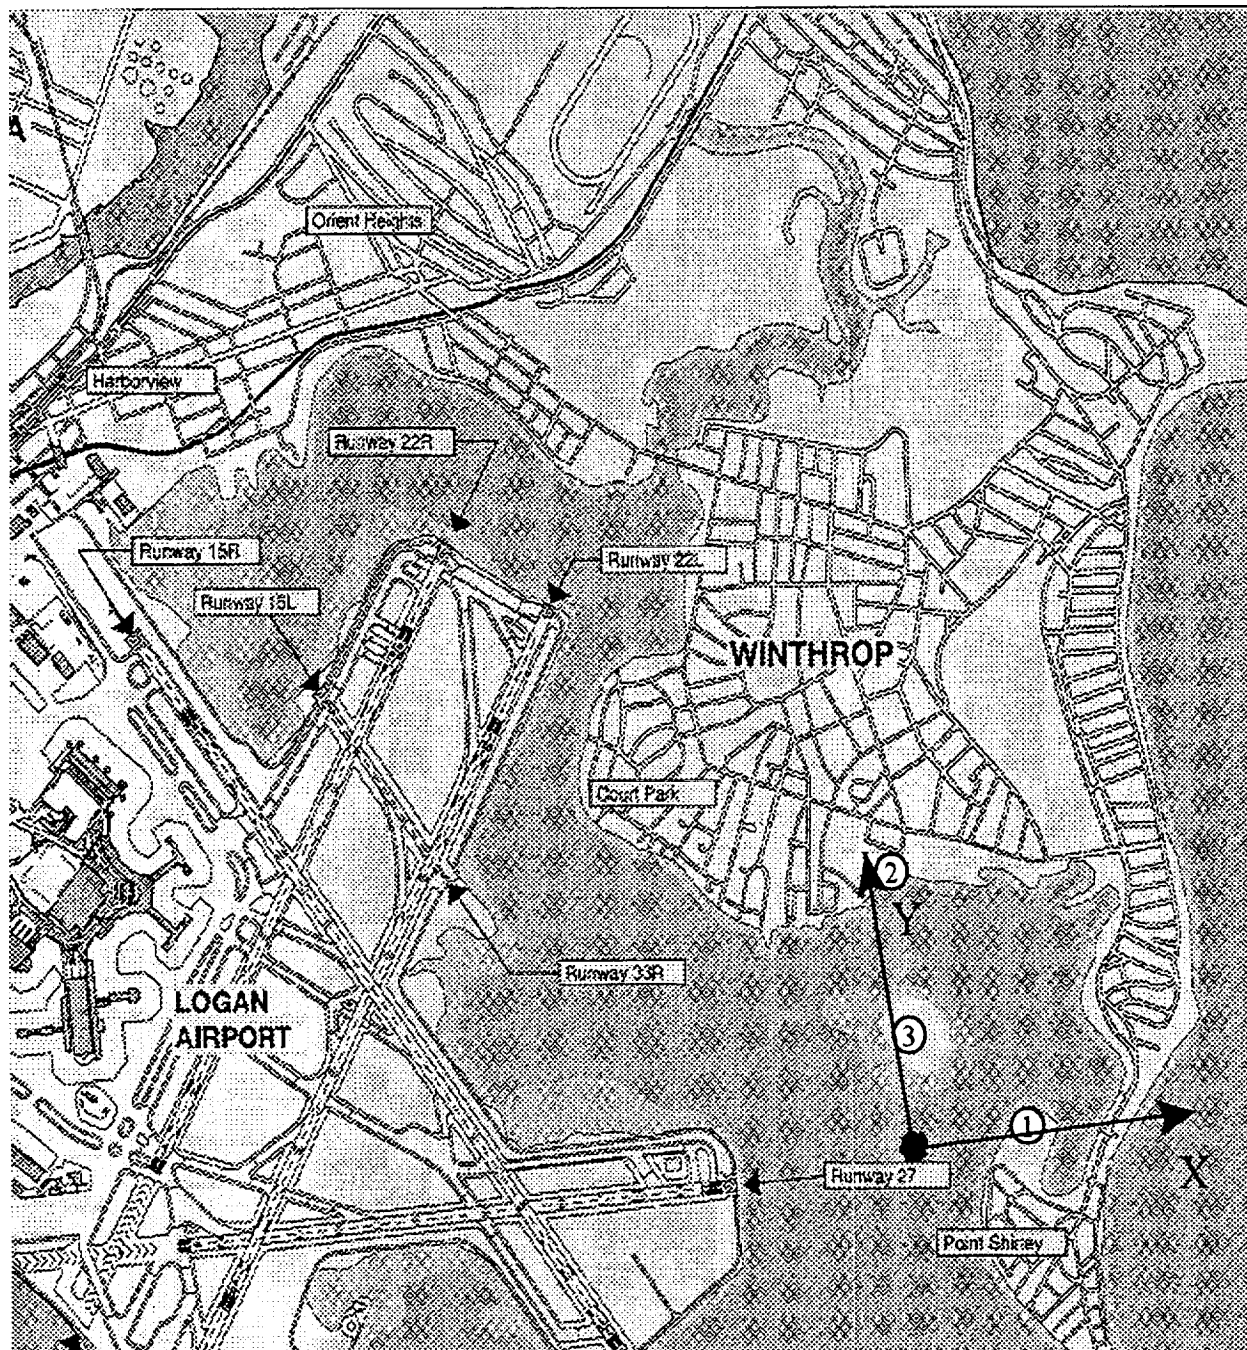 A
Orient Heights
Harborview
Runway 22R
Runway 15R
Runway 22L
Runway 15L
WINTHROP
Court Park
2
Y
Runway 33R
LOGAN
AIRPORT
3
1
Runway 27
X
Point Shirley